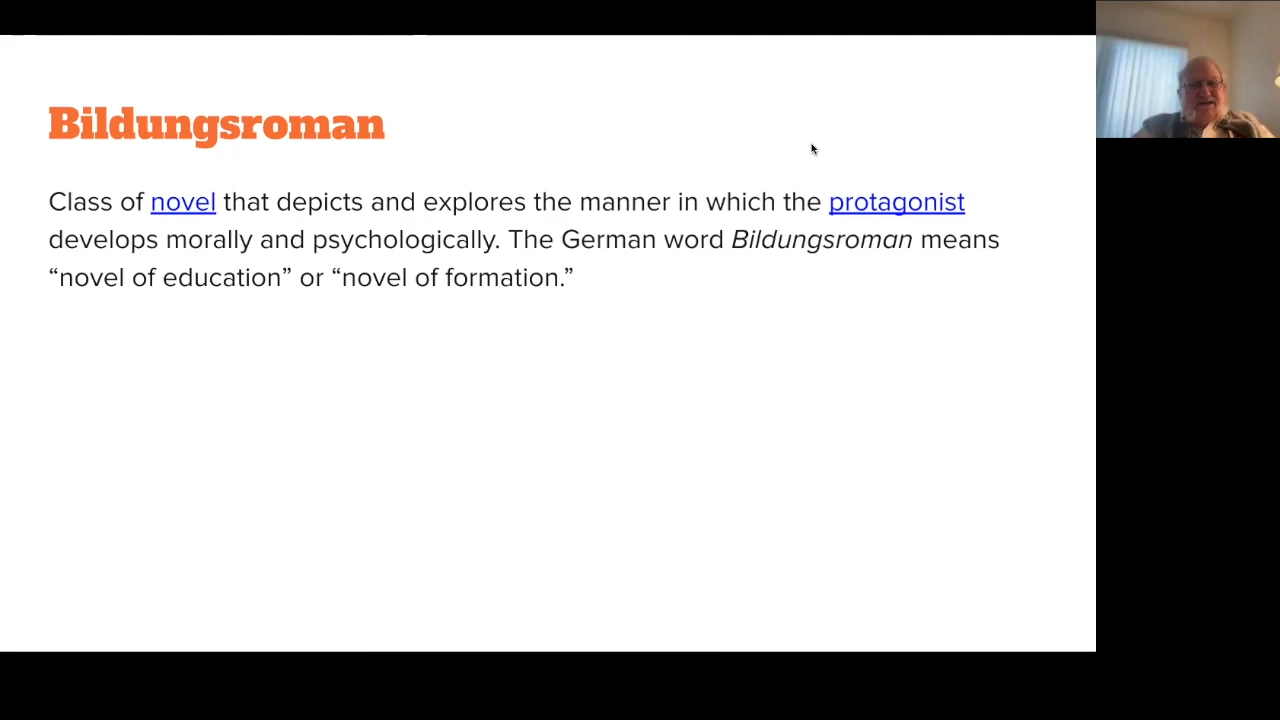 Bildungsroman
Class of novel that depicts and explores the manner in which the protagonist
develops morally and psychologically. The German word Bildungsroman means
“novel of education” or “novel of formation.”